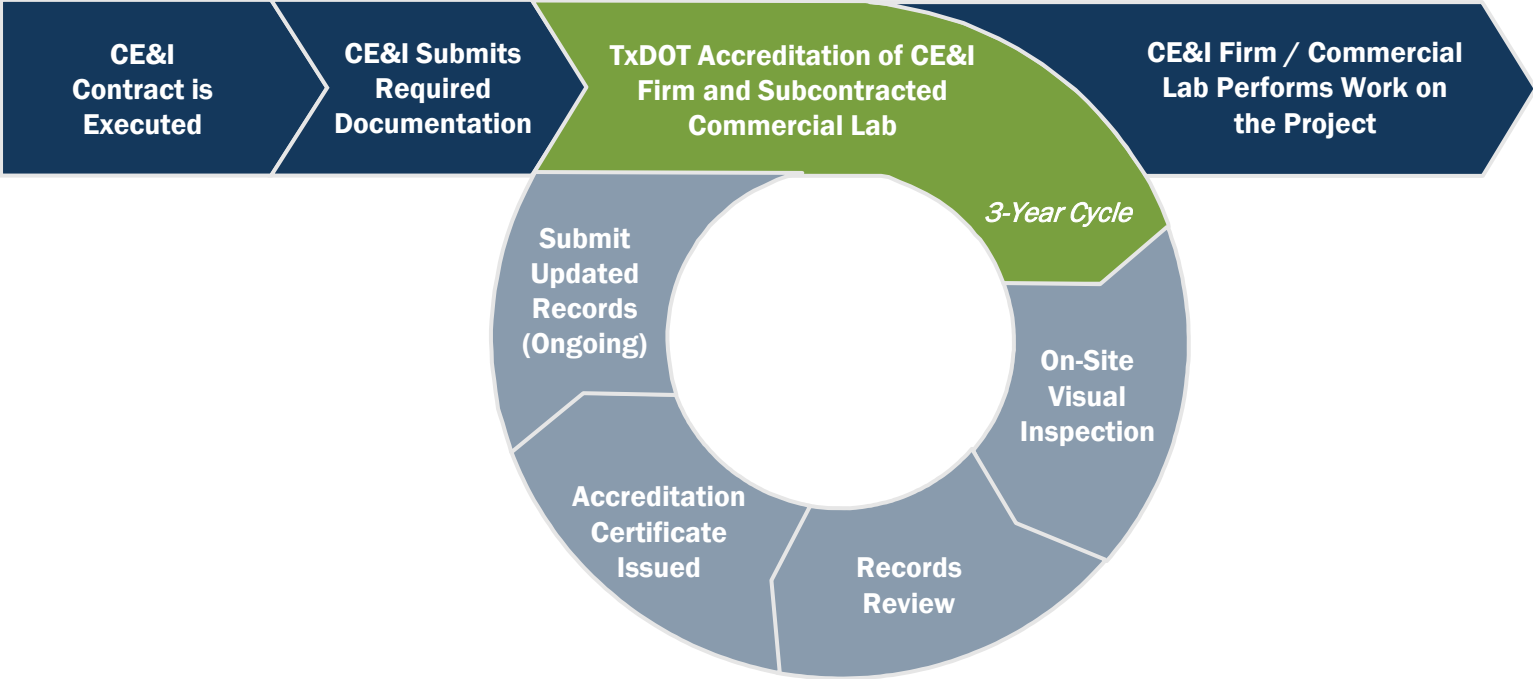 CE&I
Contract is
Executed
CE&I Submits
Required
Documentation
TxDOT Accreditation of CE&I
Firm and Subcontracted
Commercial Lab
CE&I Firm / Commercial
Lab Performs Work on
the Project
3-Year Cycle
On-Site
Visual
Inspection
Records
Review
Accreditation
Certificate
Issued
Submit
Updated
Records
(Ongoing)